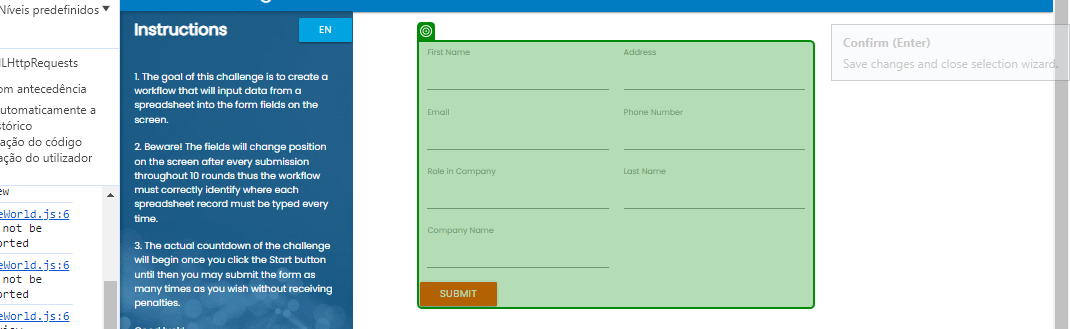 Níveis predefinidos
Instructions
EN
1. The goal of this challenge is to create a
workflow that will input data from a
spreadsheet into the form fields on the
screen.
2. Beware! The fields will change position
on the screen after every submission
throughout 10 rounds thus the workflow
must correctly identify where each
spreadsheet record must be typed every
time.
3. The actual countdown of the challenge
will begin once you click the Start button
until then you may submit the form as
many times as you wish without receiving
penalties.
First Name
Address
Email
Phone Number
Role in Company
Last Name
Company Name
SUBMIT
Confirm (Enter)
Save changes and close selection wizard.
LHttpRequests
om antecedência
utomaticamente a
stórico
ação do código
ação do utilizador
ew
eWorld.js:6
not be
orted
eWorld.js:6
not be
orted
eWorld.js:6